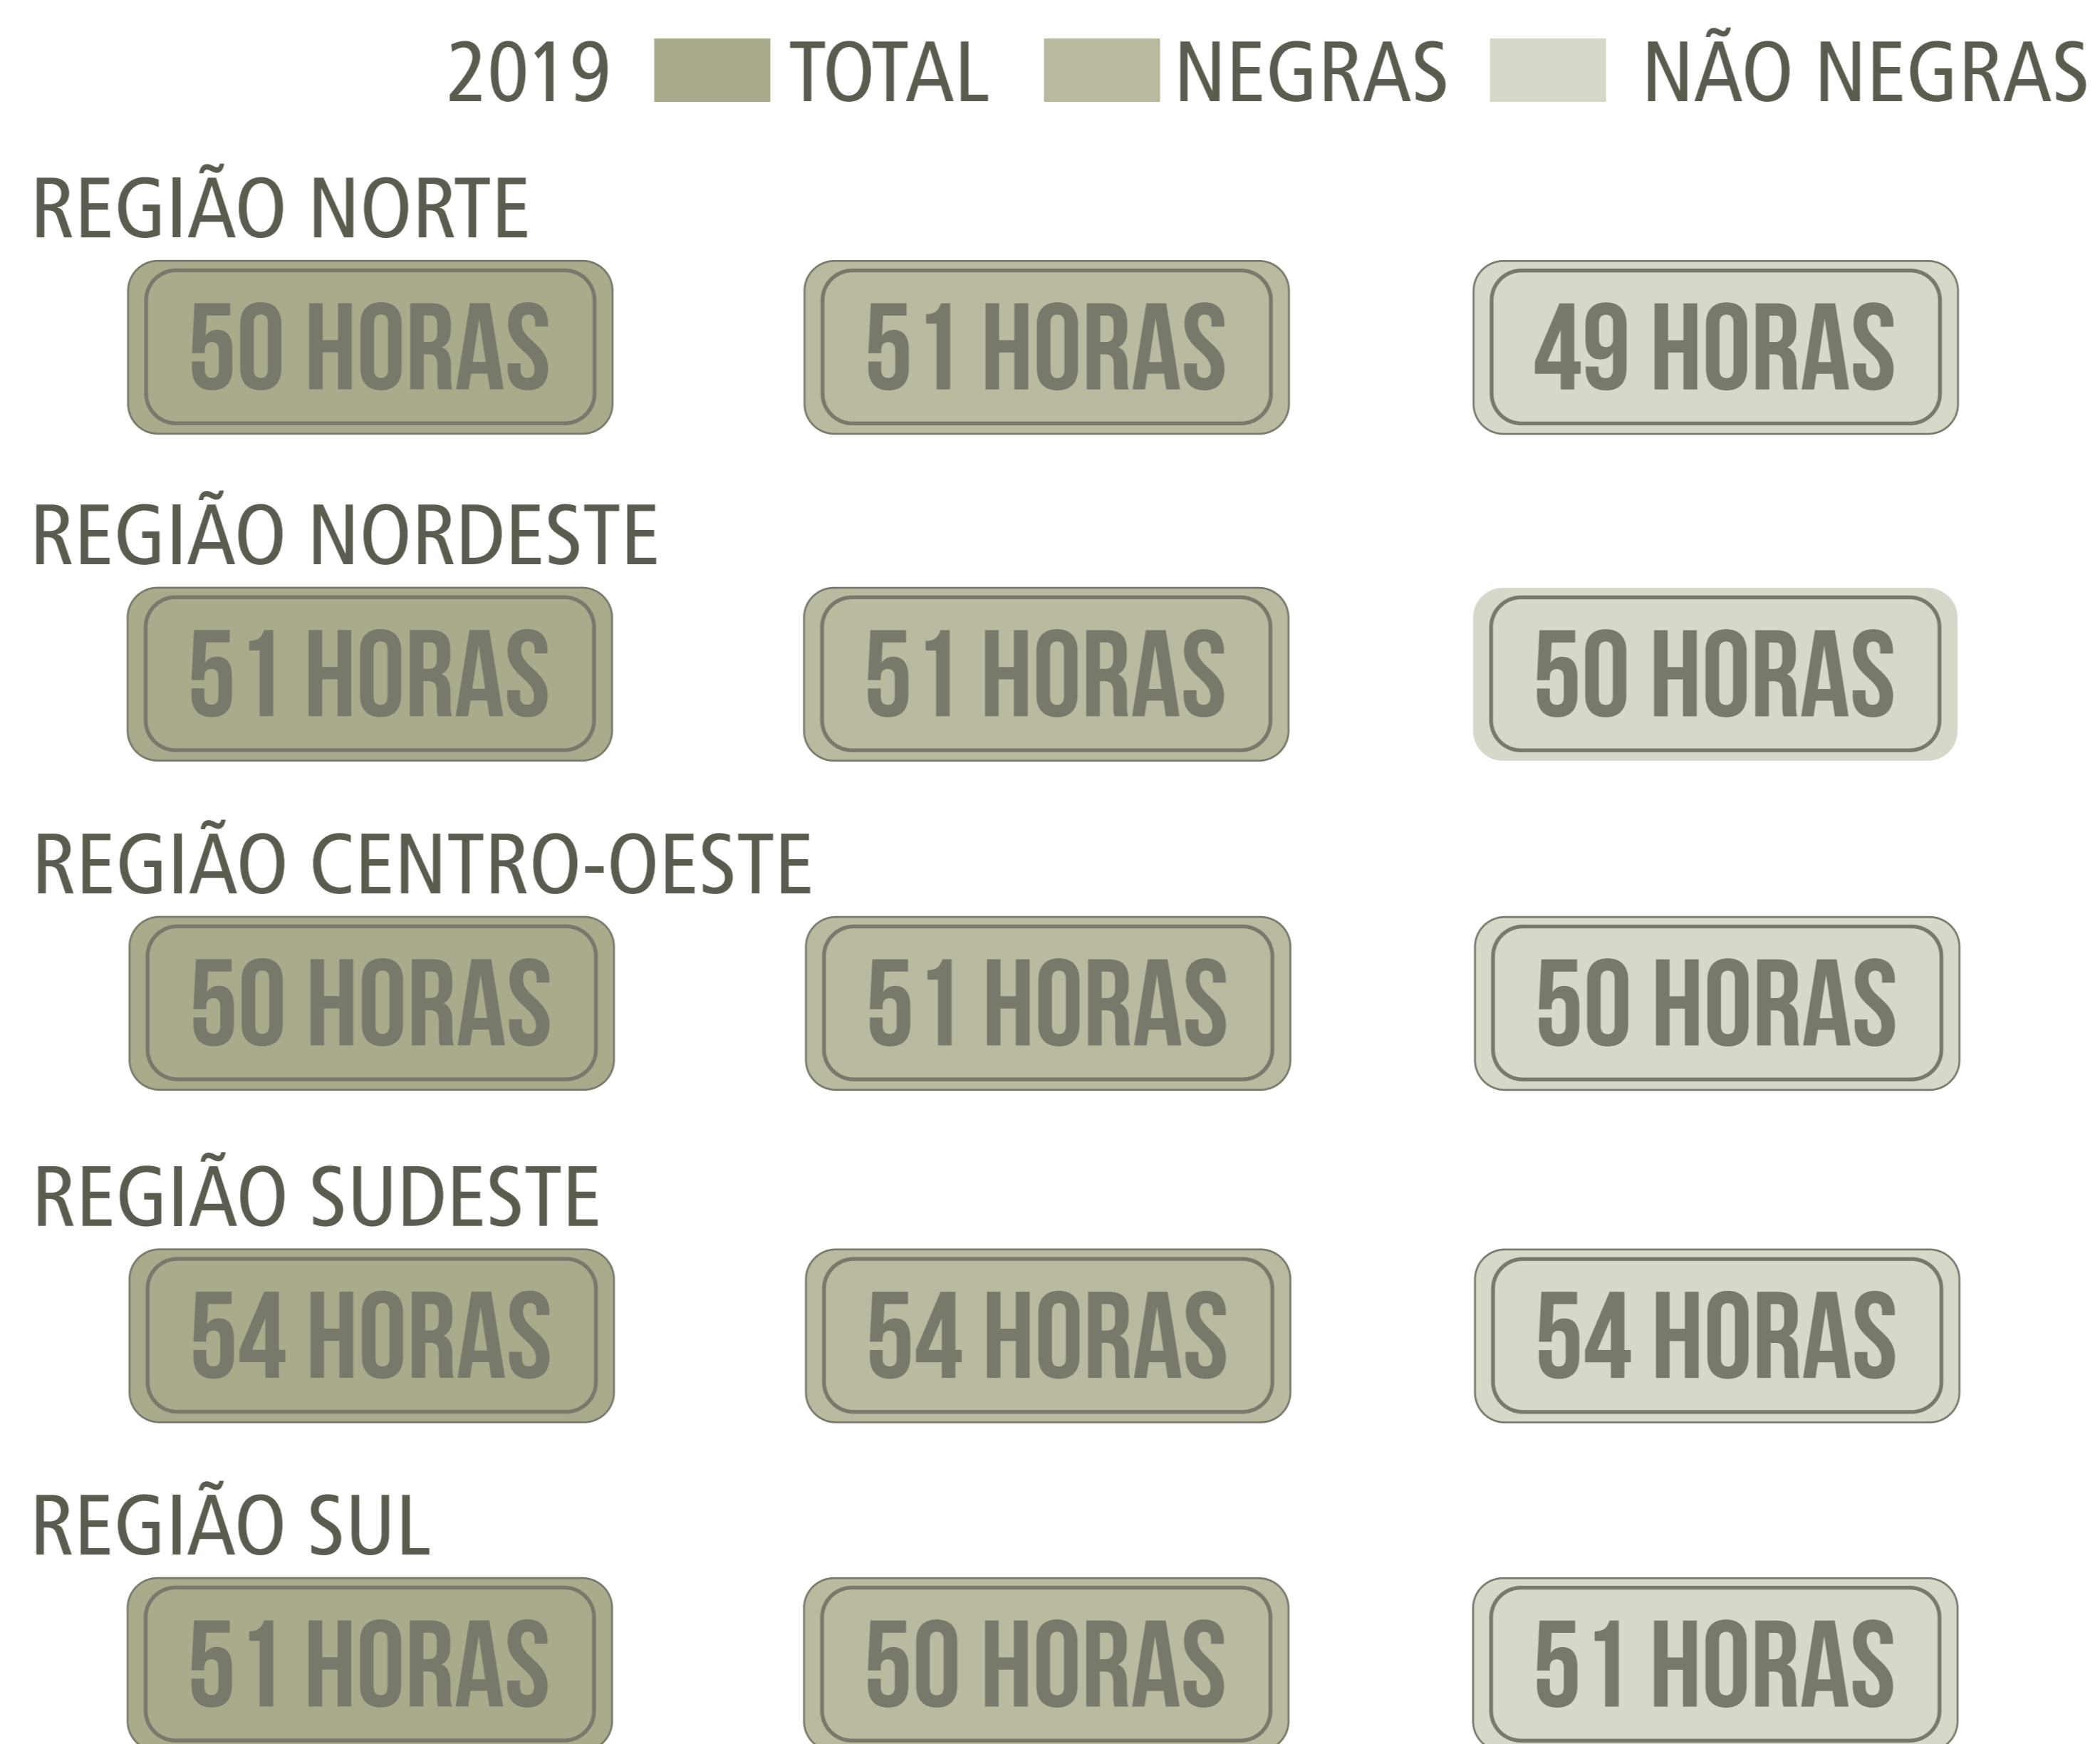 2019 TOTAL NEGRAS NÃO NEGRAS
REGIÃO NORTE
50 HORAS 51 HORAS 49 HORAS
REGIÃO NORDESTE
51 HORAS 51 HORAS 50 HORAS
REGIÃO CENTRO-OESTE
50 HORAS 51 HORAS 50 HORAS
REGIÃO SUDESTE
54 HORAS 54 HORAS 54 HORAS
REGIÃO SUL
51 HORAS 50 HORAS 51 HORAS